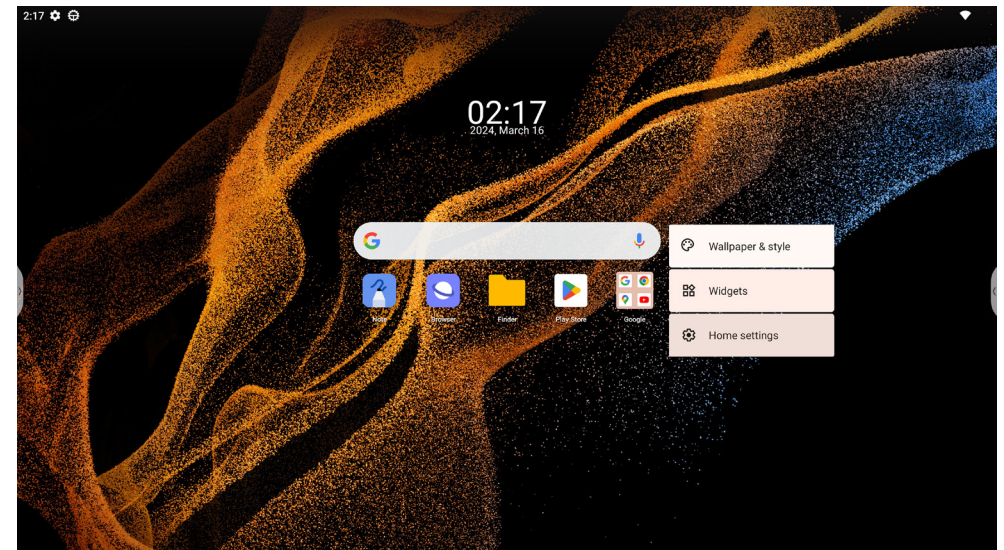 2:17
02:17
2024, March 16
Wallpaper & style
Widgets
Home settings
Note
Browser
Finder
Play Store
Google